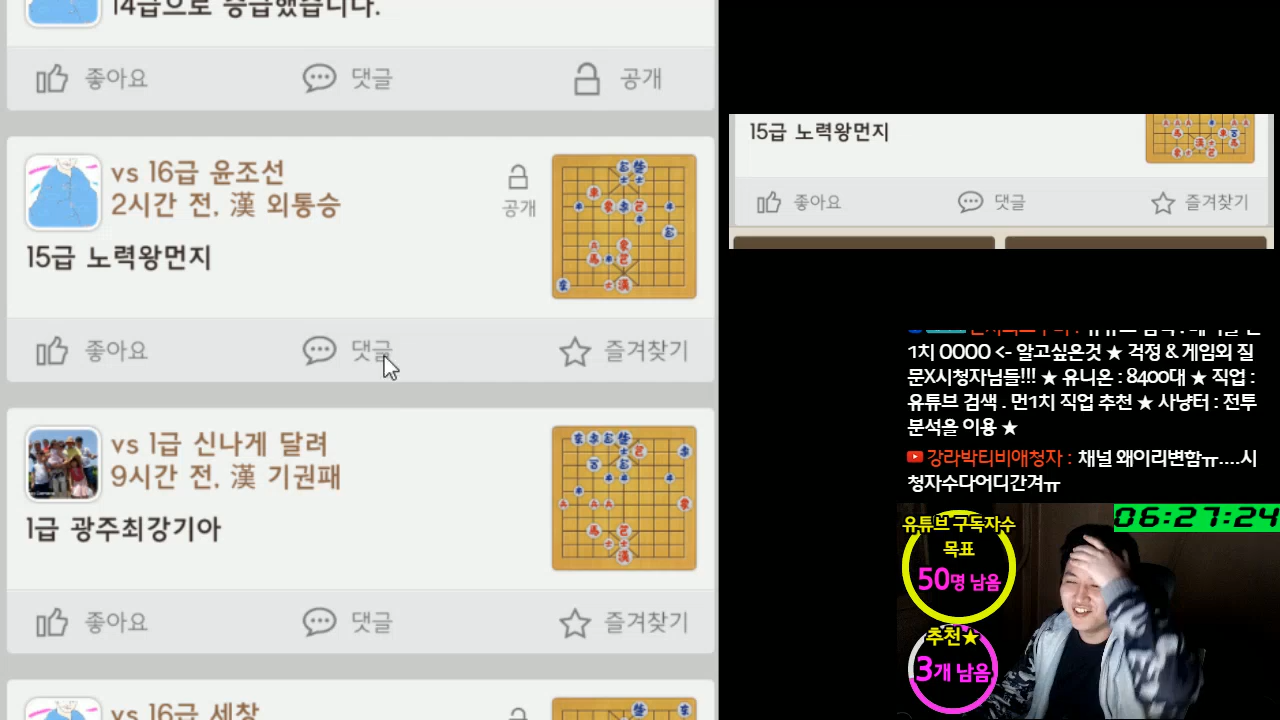 14급으로 승급했습니다.
좋아요
댓글
공개
vs 16급 윤조선
2시간 전, 漢 외통승
공개
15급 노력왕먼지
좋아요
댓글
즐겨찾기
vs 1급 신나게 달려
9시간 전, 漢 기권패
1급 광주최강기아
좋아요
댓글
즐겨찾기
vs 16급 세창
15급 노력왕먼지
좋아요
댓글
즐겨찾기
1치 0000 <- 알고싶은것 ★ 걱정 & 게임외 질
문X시청자님들!!! ★ 유니온 : 8400대 ★ 직업 :
유튜브 검색 . 먼1치 직업 추천 ★ 사냥터 : 전투
분석을 이용 ★
강라박티비애청자 : 채널 왜이리변함ㅠ....시
청자수다어디간겨ㅠ
06:27:24
유튜브 구독자수
목표
50명 남음
추천★
3개 남음